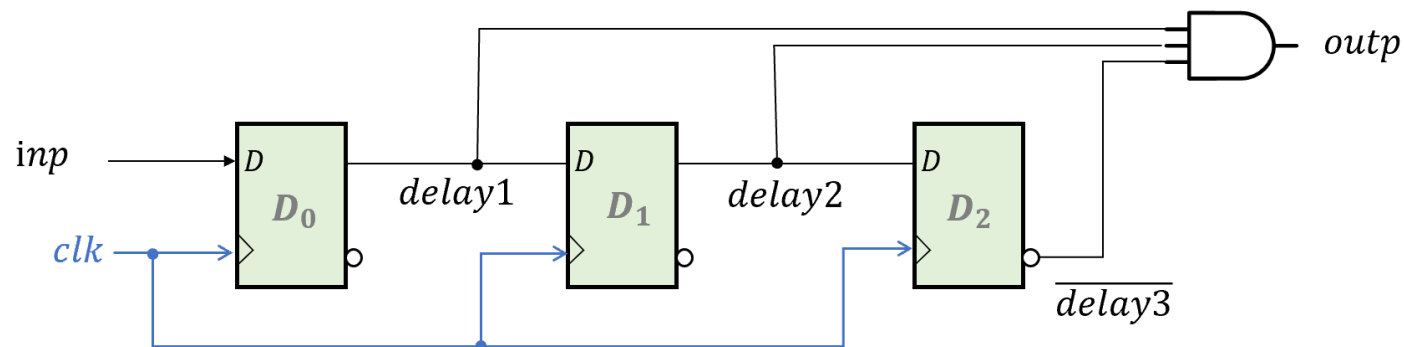 outp
inp
D
D
D
delay1
delay2
D₀
D₁
D₂
clk
delay3